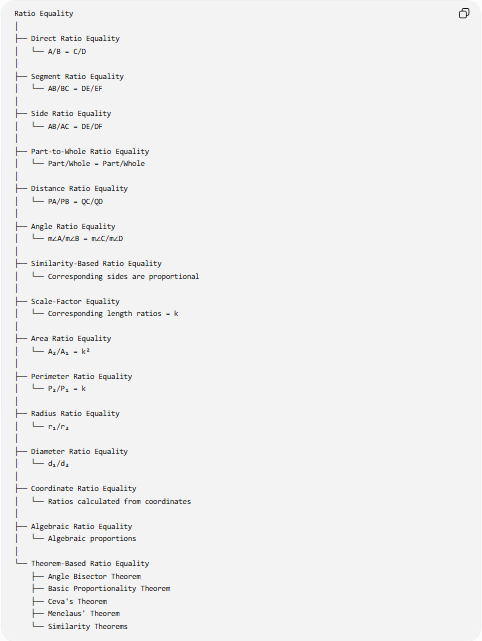 Ratio Equality
│
├── Direct Ratio Equality
│   └── A/B = C/D
│
├── Segment Ratio Equality
│   └── AB/BC = DE/EF
│
├── Side Ratio Equality
│   └── AB/AC = DE/DF
│
├── Part-to-Whole Ratio Equality
│   └── Part/Whole = Part/Whole
│
├── Distance Ratio Equality
│   └── PA/PB = QC/QD
│
├── Angle Ratio Equality
│   └── m∠A/m∠B = m∠C/m∠D
│
├── Similarity-Based Ratio Equality
│   └── Corresponding sides are proportional
│
├── Scale-Factor Equality
│   └── Corresponding length ratios = k
│
├── Area Ratio Equality
│   └── A₂/A₁ = k²
│
├── Perimeter Ratio Equality
│   └── P₂/P₁ = k
│
├── Radius Ratio Equality
│   └── r₁/r₂
│
├── Diameter Ratio Equality
│   └── d₁/d₂
│
├── Coordinate Ratio Equality
│   └── Ratios calculated from coordinates
│
├── Algebraic Ratio Equality
│   └── Algebraic proportions
│
└── Theorem-Based Ratio Equality
    ├── Angle Bisector Theorem
    ├── Basic Proportionality Theorem
    ├── Ceva's Theorem
    ├── Menelaus' Theorem
    └── Similarity Theorems